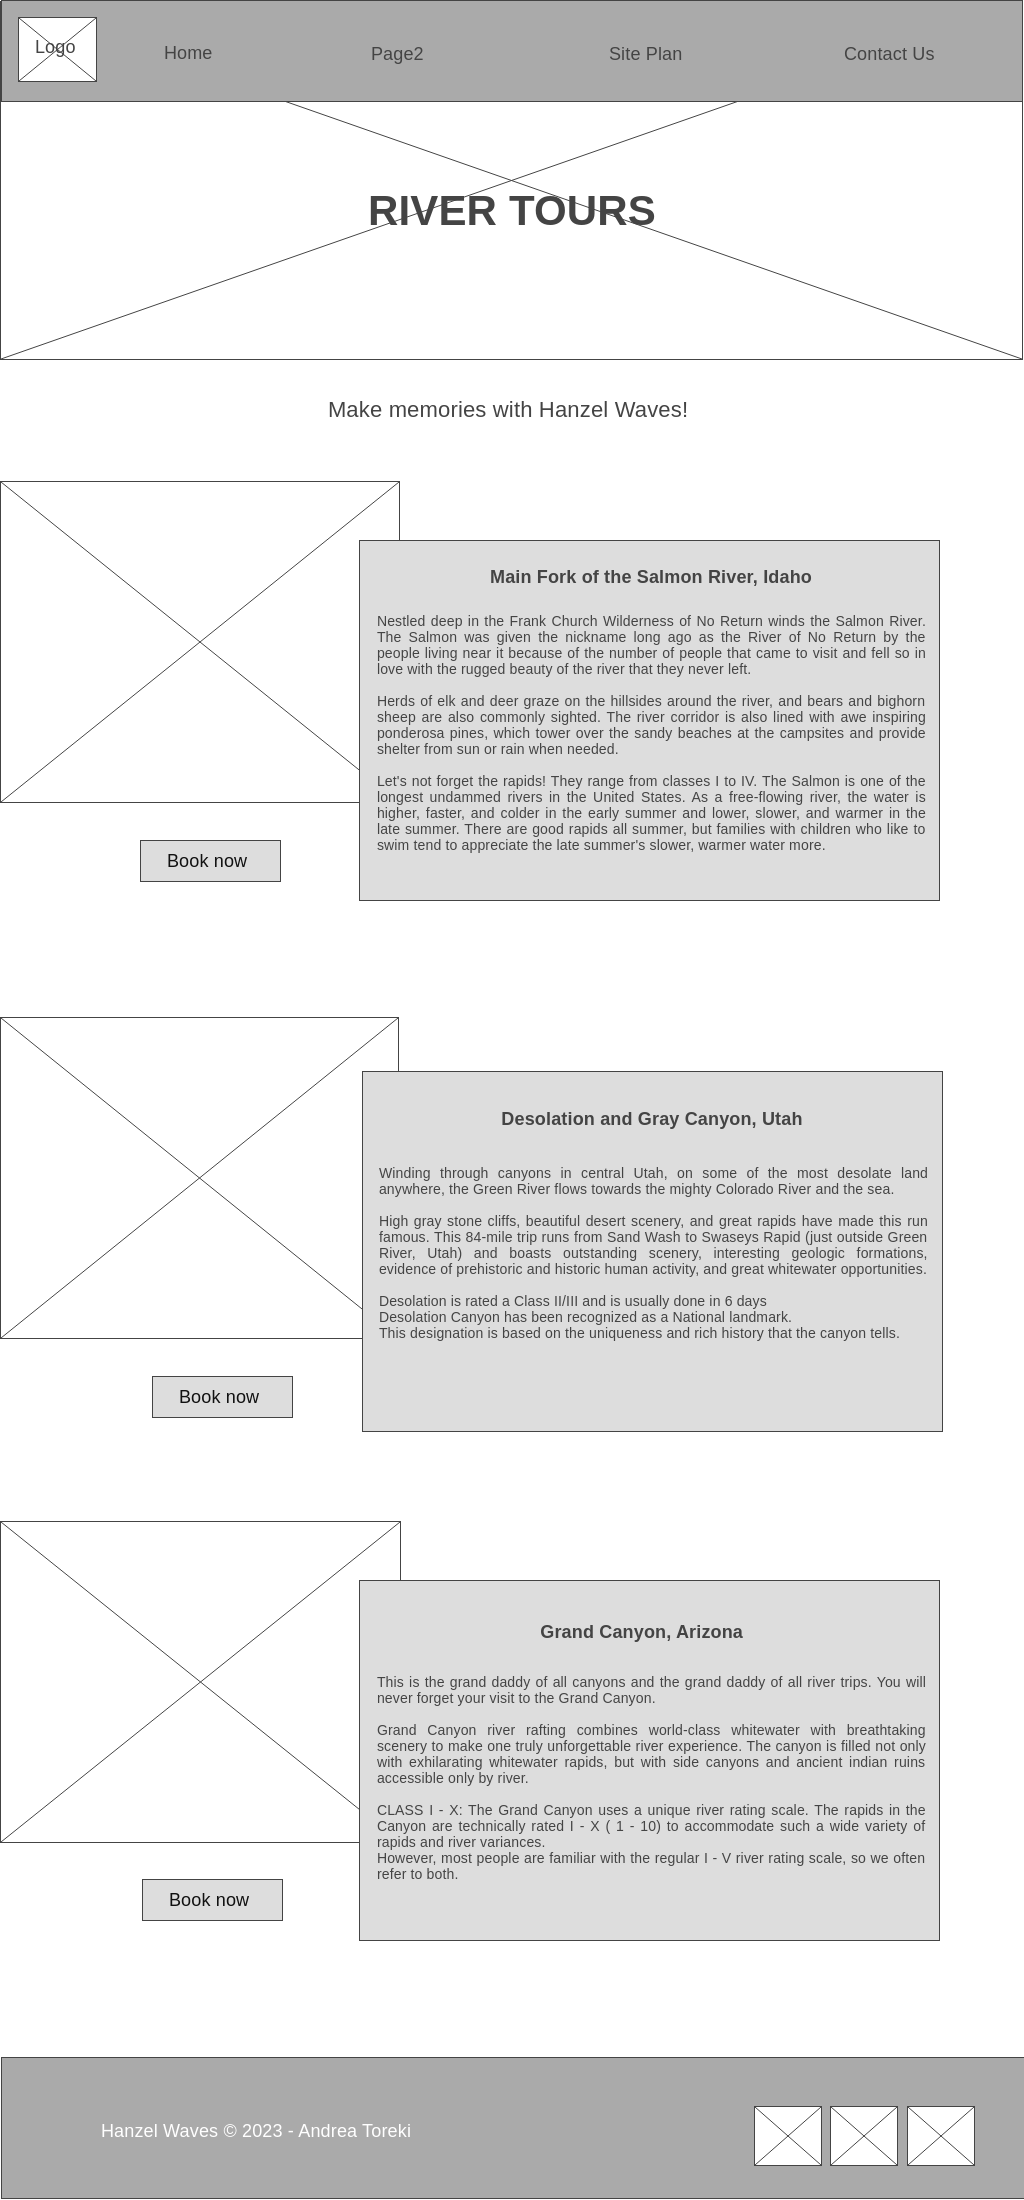 Logo
Home
Page2
Site Plan
Contact Us
RIVER TOURS
Make memories with Hanzel Waves!
Main Fork of the Salmon River, Idaho
Nestled deep in the Frank Church Wilderness of No Return winds the Salmon River.
The Salmon was given the nickname long ago as the River of No Return by the
people living near it because of the number of people that came to visit and fell so in
love with the rugged beauty of the river that they never left.
Herds of elk and deer graze on the hillsides around the river, and bears and bighorn
sheep are also commonly sighted. The river corridor is also lined with awe inspiring
ponderosa pines, which tower over the sandy beaches at the campsites and provide
shelter from sun or rain when needed.
Let's not forget the rapids! They range from classes I to IV. The Salmon is one of the
longest undammed rivers in the United States. As a free-flowing river, the water is
higher, faster, and colder in the early summer and lower, slower, and warmer in the
late summer. There are good rapids all summer, but families with children who like to
swim tend to appreciate the late summer's slower, warmer water more.
Book now
Desolation and Gray Canyon, Utah
Winding through canyons in central Utah, on some of the most desolate land
anywhere, the Green River flows towards the mighty Colorado River and the sea.
High gray stone cliffs, beautiful desert scenery, and great rapids have made this run
famous. This 84-mile trip runs from Sand Wash to Swaseys Rapid (just outside Green
River, Utah) and boasts outstanding scenery, interesting geologic formations,
evidence of prehistoric and historic human activity, and great whitewater opportunities.
Desolation is rated a Class II/III and is usually done in 6 days
Desolation Canyon has been recognized as a National landmark.
This designation is based on the uniqueness and rich history that the canyon tells.
Book now
Grand Canyon, Arizona
This is the grand daddy of all canyons and the grand daddy of all river trips. You will
never forget your visit to the Grand Canyon.
Grand Canyon river rafting combines world-class whitewater with breathtaking
scenery to make one truly unforgettable river experience. The canyon is filled not only
with exhilarating whitewater rapids, but with side canyons and ancient indian ruins
accessible only by river.
CLASS I - X: The Grand Canyon uses a unique river rating scale. The rapids in the
Canyon are technically rated I - X ( 1 - 10) to accommodate such a wide variety of
rapids and river variances.
However, most people are familiar with the regular I - V river rating scale, so we often
refer to both.
Book now
Hanzel Waves © 2023 - Andrea Toreki